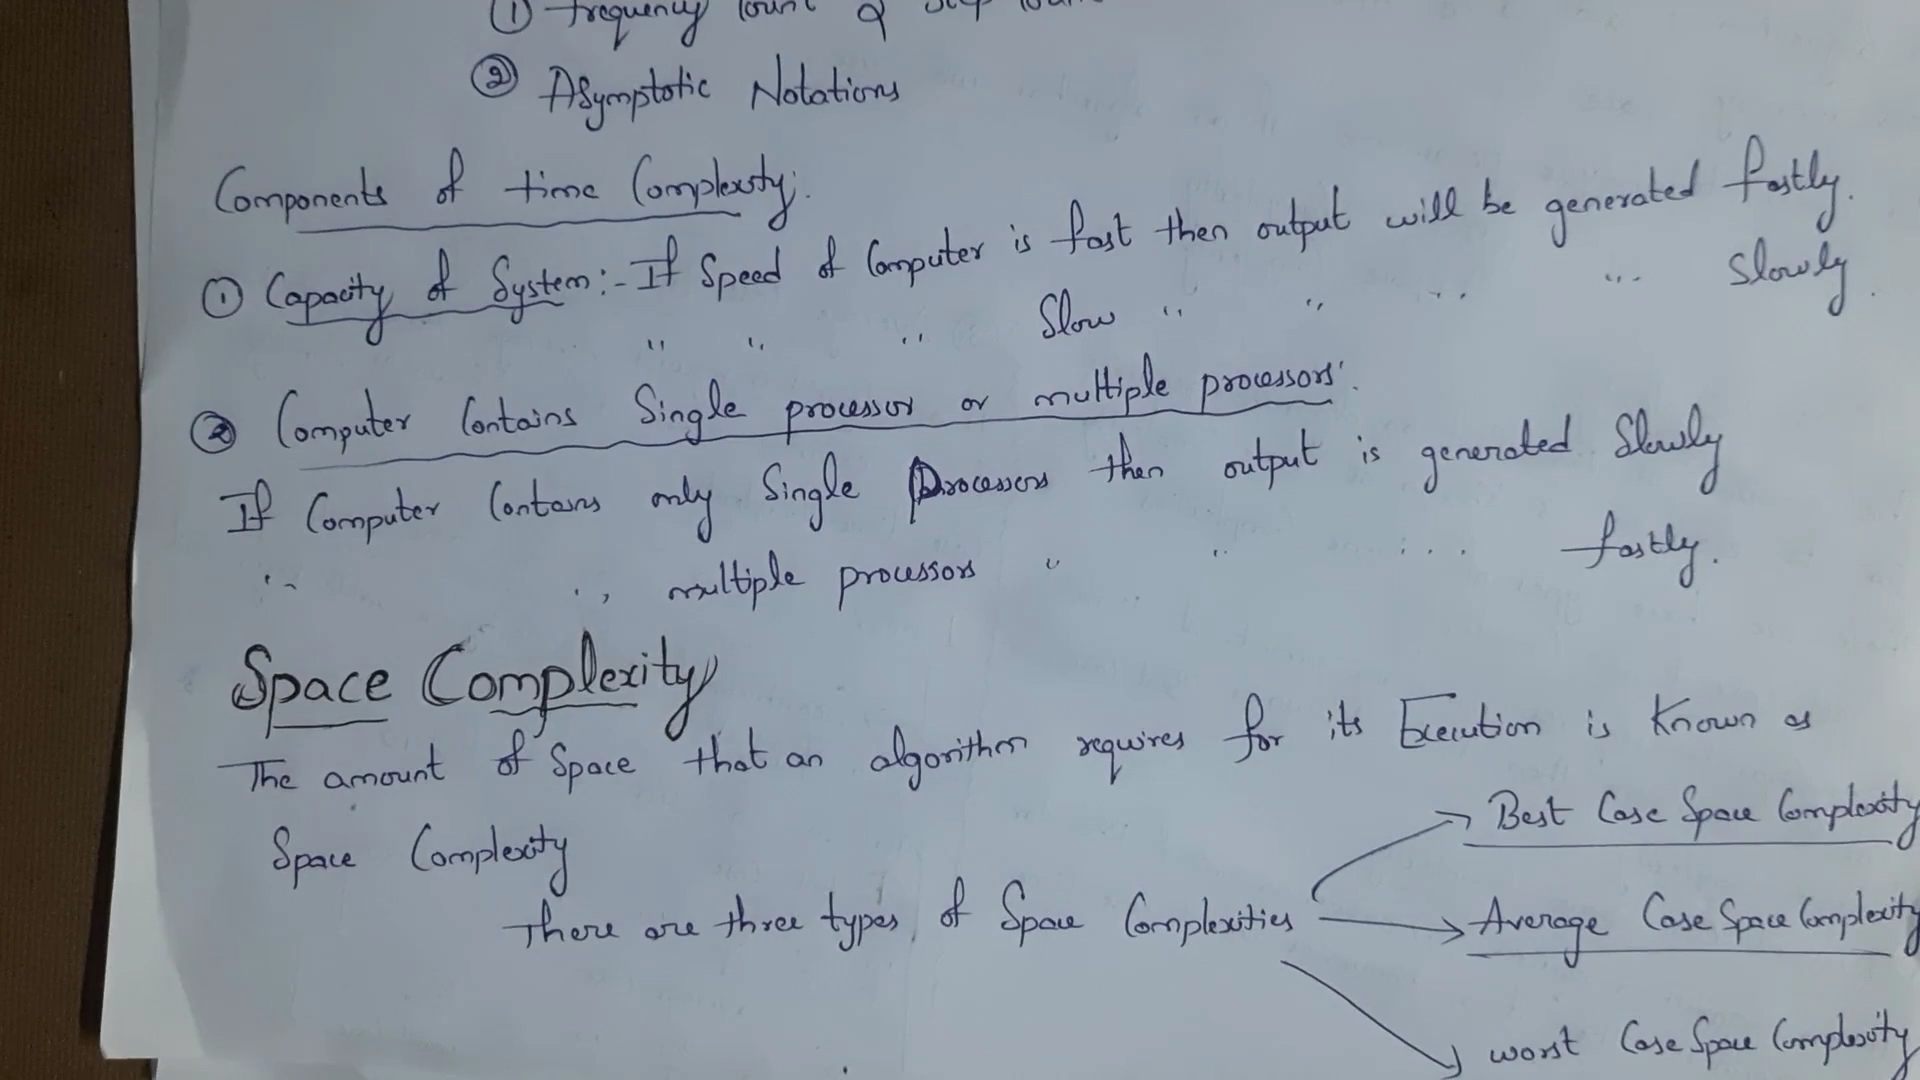 ① frequency count
② Asymptotic Notations
Components of time Complexity:
① Capacity of System:- If Speed of Computer is fast then output will be generated fastly.
" " " Slow " " " " Slowly.
② Computer Contains Single processor or multiple processors.
If Computer Contains only Single Processors then output is generated Slowly
" " multiple processors " " " fastly.
Space Complexity
The amount of Space that an algorithm requires for its Execution is Known as
Space Complexity
There are three types of Space Complexities
→ Best Case Space Complexity
→ Average Case Space Complexity
→ worst Case Space Complexity